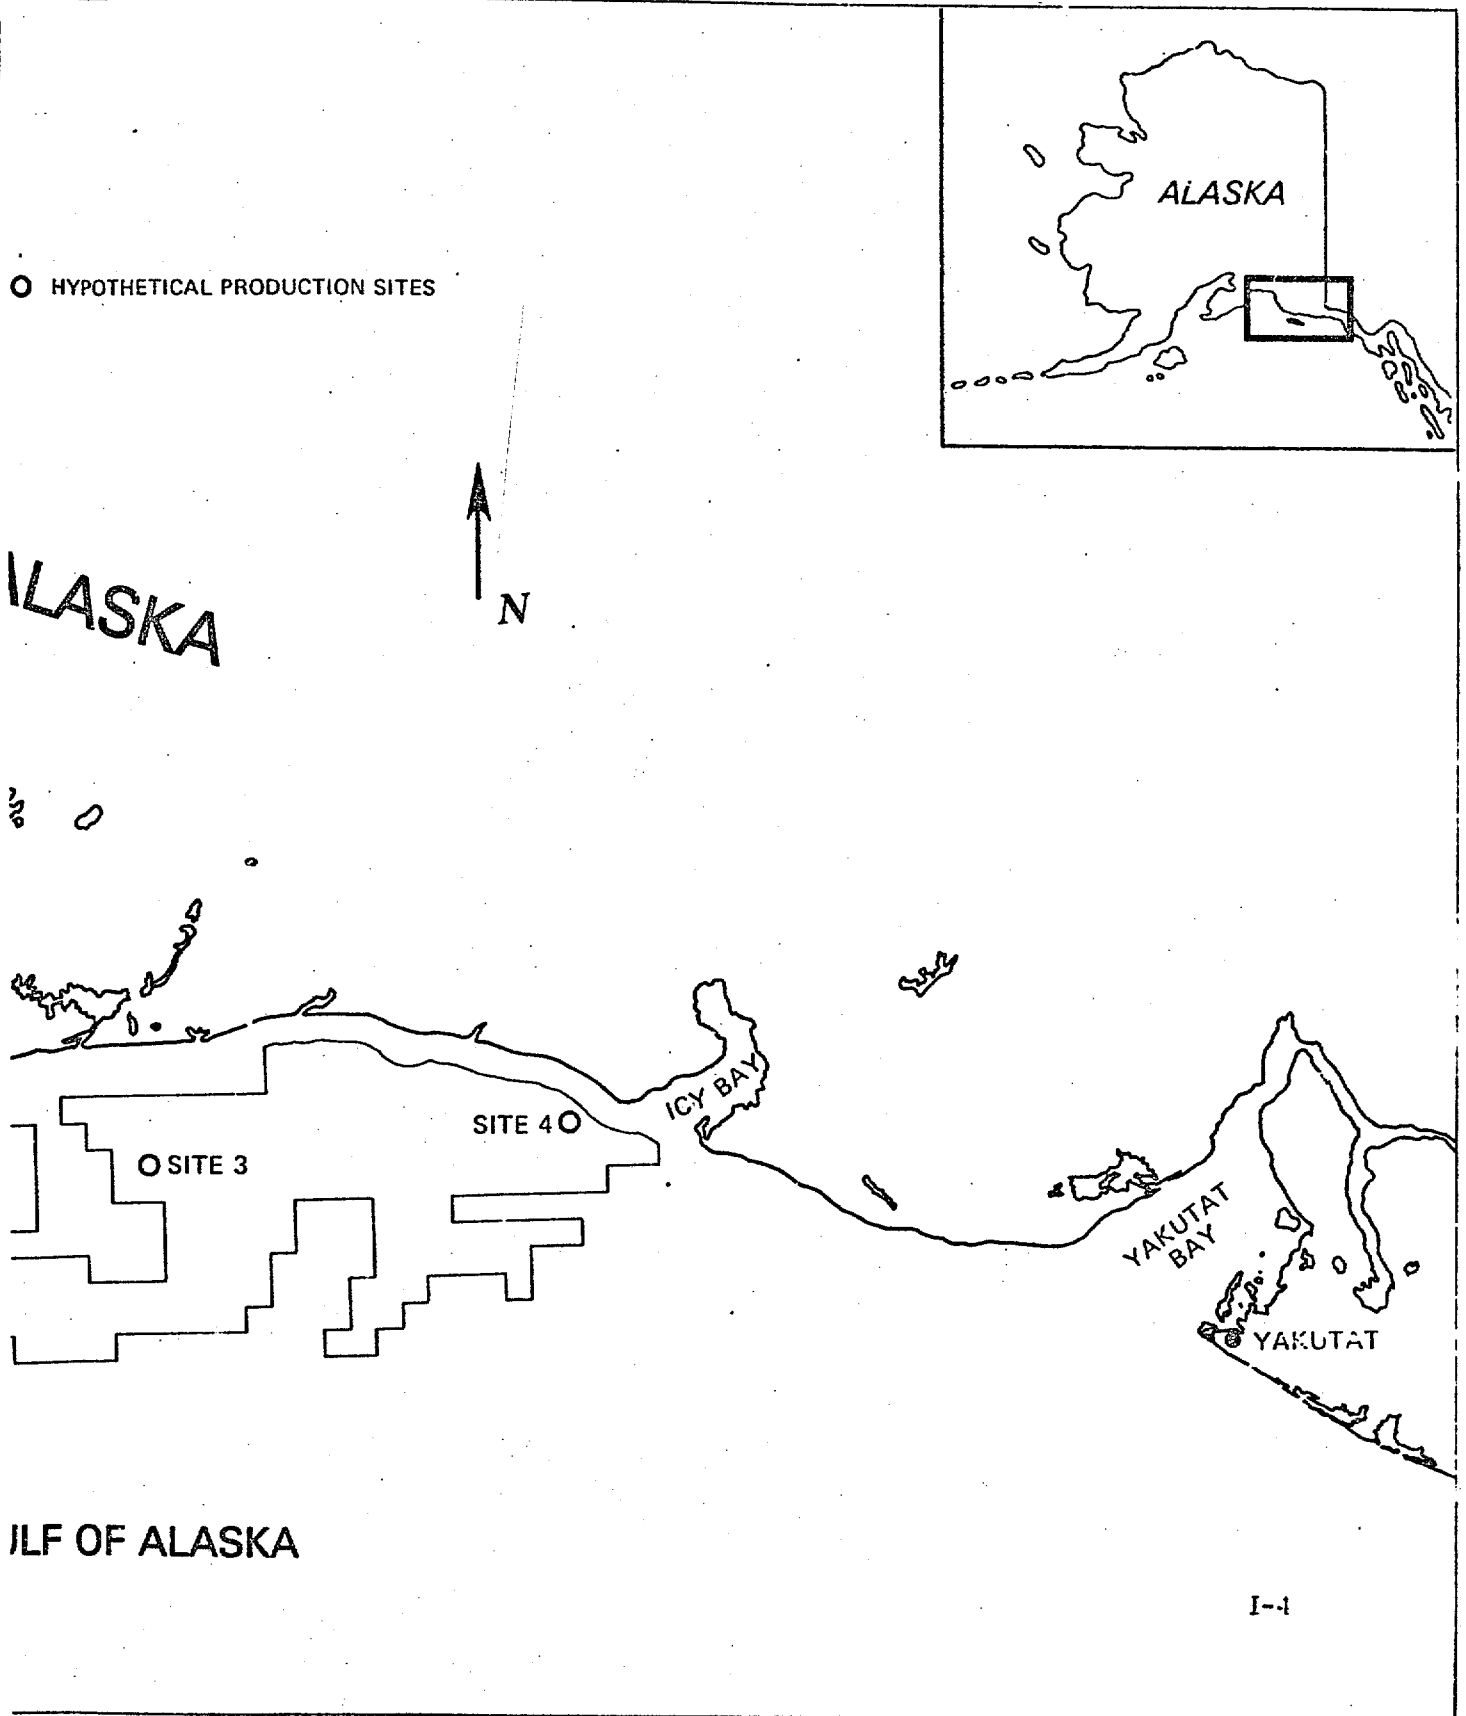 ALASKA
HYPOTHETICAL PRODUCTION SITES
N
LASKA
ICY BAY
SITE 4
SITE 3
YAKUTAT
BAY
YAKUTAT
LF OF ALASKA